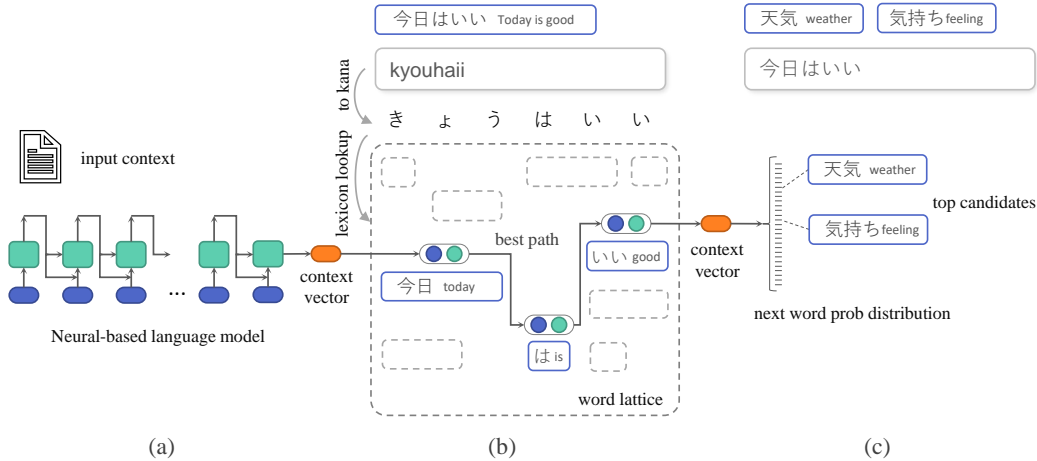 input context
context vector
Neural-based language model
(a)
今日はいい Today is good
kyouhaii
to kana
き ょ う は い い
lexicon lookup
best path
今日 today
は is
いい good
word lattice
(b)
天気 weather 気持ち feeling
今日はいい
context vector
天気 weather
気持ち feeling
top candidates
next word prob distribution
(c)
...